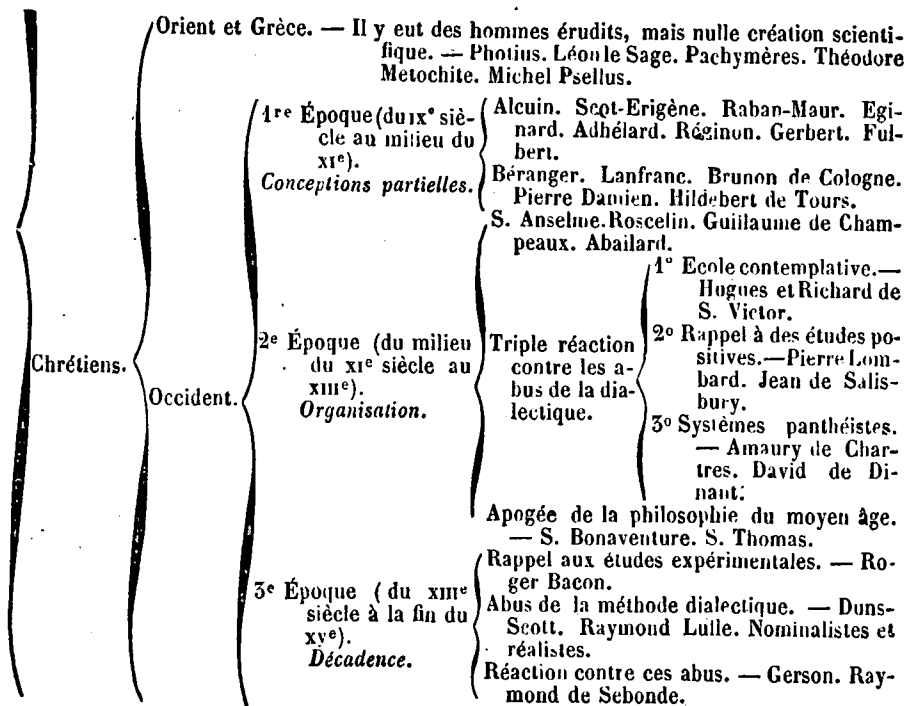 Orient et Grèce. — Il y eut des hommes érudits, mais nulle création scienti-
fique. — Photius. Léon le Sage. Pachymères. Théodore
Metochite. Michel Psellus.
Chrétiens.
Occident.
1re Époque (du IXe siè-
cle au milieu du
XIe).
Conceptions partielles.
Alcuin. Scot-Erigène. Raban-Maur. Egi-
nard. Adhélard. Réginon. Gerbert. Ful-
bert.
Béranger. Lanfranc. Brunon de Cologne.
Pierre Damien. Hildebert de Tours.
2e Époque (du milieu
du XIe siècle au
XIIIe).
Organisation.
S. Anselme. Roscelin. Guillaume de Cham-
peaux. Abailard.
Triple réaction
contre les a-
bus de la dia-
lectique.
1o Ecole contemplative.—
Hugues et Richard de
S. Victor.
2o Rappel à des études po-
sitives.—Pierre Lom-
bard. Jean de Salis-
bury.
3o Systèmes panthéistes.
— Amaury de Char-
tres. David de Di-
nant.
Apogée de la philosophie du moyen âge.
— S. Bonaventure. S. Thomas.
3e Époque (du XIIIe
siècle à la fin du
XVe).
Décadence.
Rappel aux études expérimentales. — Ro-
ger Bacon.
Abus de la méthode dialectique. — Duns-
Scott. Raymond Lulle. Nominalistes et
réalistes.
Réaction contre ces abus. — Gerson. Ray-
mond de Sebonde.